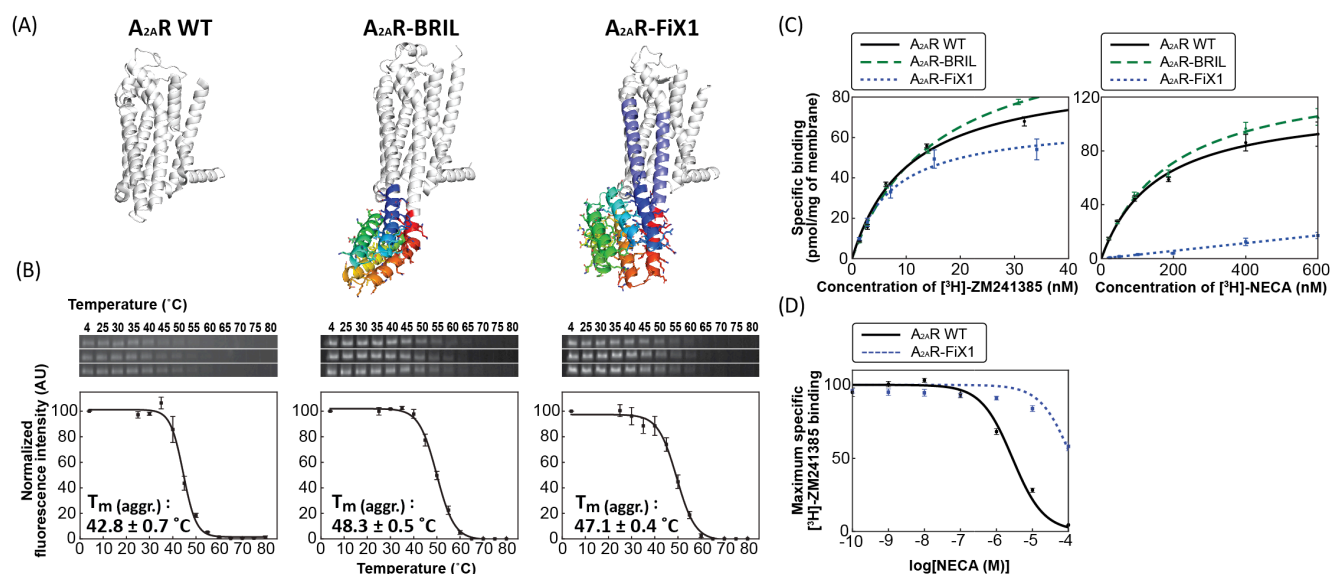 (A)
A2AR WT
A2AR-BRIL
A2AR-FiX1
(B)
Temperature (˚C)
4 25 30 35 40 45 50 55 60 65 70 75 80
4 25 30 35 40 45 50 55 60 65 70 75 80
4 25 30 35 40 45 50 55 60 65 70 75 80
Normalized
fluorescence intensity (AU)
100
80
60
40
20
0
Tm (aggr.) :
42.8 ± 0.7 ˚C
0 10 20 30 40 50 60 70 80
100
80
60
40
20
0
Tm (aggr.) :
48.3 ± 0.5 ˚C
0 10 20 30 40 50 60 70 80
Temperature (˚C)
100
80
60
40
20
0
Tm (aggr.) :
47.1 ± 0.4 ˚C
0 10 20 30 40 50 60 70 80
(C)
A2AR WT
A2AR-BRIL
A2AR-FiX1
Specific binding
(pmol/mg of membrane)
80
60
40
20
0
0 10 20 30 40
Concentration of [³H]-ZM241385 (nM)
A2AR WT
A2AR-BRIL
A2AR-FiX1
120
80
40
0
0 200 400 600
Concentration of [³H]-NECA (nM)
(D)
A2AR WT
A2AR-FiX1
Maximum specific
[³H]-ZM241385 binding
100
50
0
-10 -9 -8 -7 -6 -5 -4
log[NECA (M)]